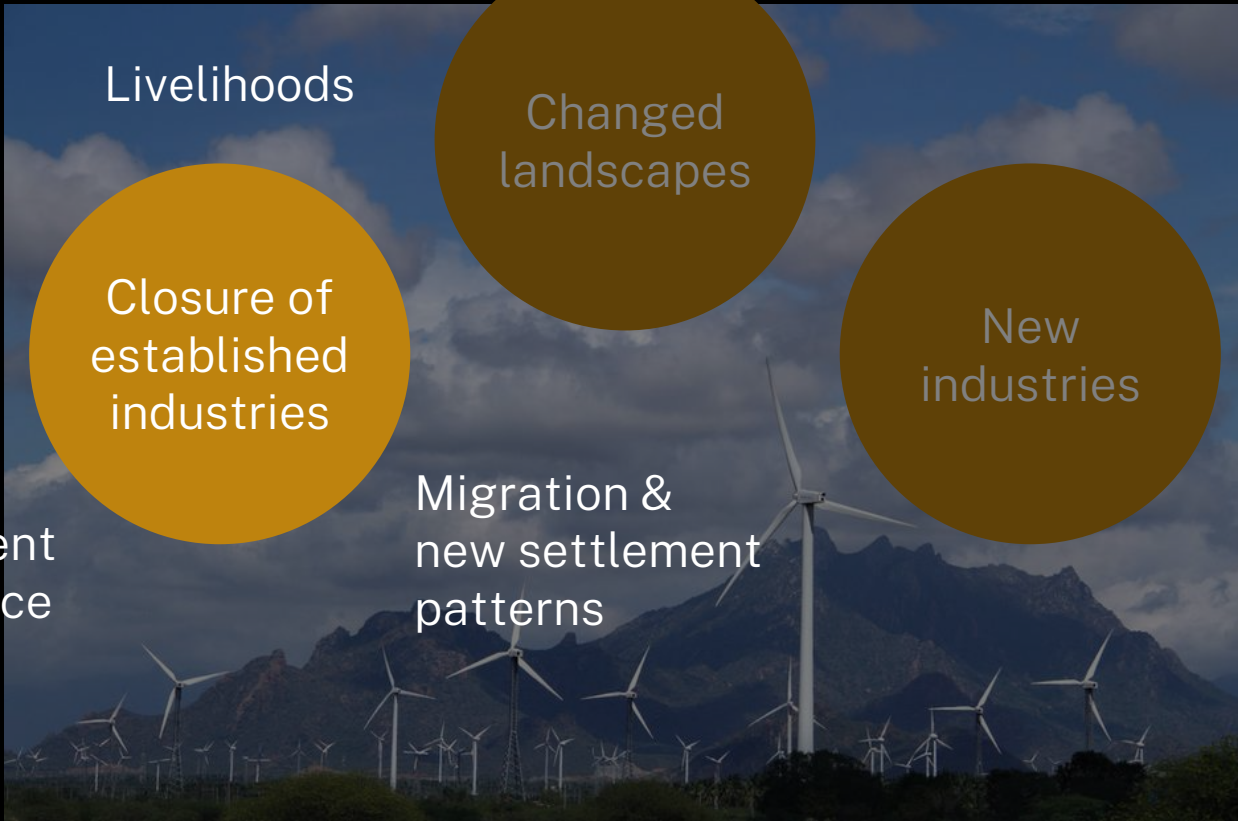 Livelihoods
Changed
landscapes
Closure of
established
industries
New
industries
Migration &
new settlement
patterns